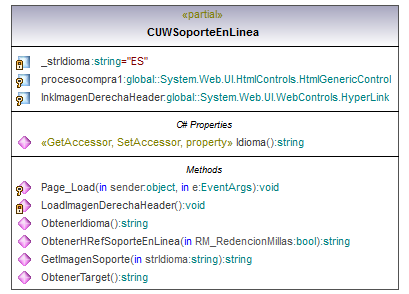 «partial»
CUWSoporteEnLinea
_strIdioma:string="ES"
procesocompra1:global::System.Web.UI.HtmlControls.HtmlGenericControl
lnkImagenDerechaHeader:global::System.Web.UI.WebControls.HyperLink
C# Properties
«GetAccessor, SetAccessor, property» Idioma():string
Methods
Page_Load(in sender:object, in e:EventArgs):void
LoadImagenDerechaHeader():void
ObtenerIdioma():string
ObtenerHRefSoporteEnLinea(in RM_RedencionMillas:bool):string
GetImagenSoporte(in strIdioma:string):string
ObtenerTarget():string